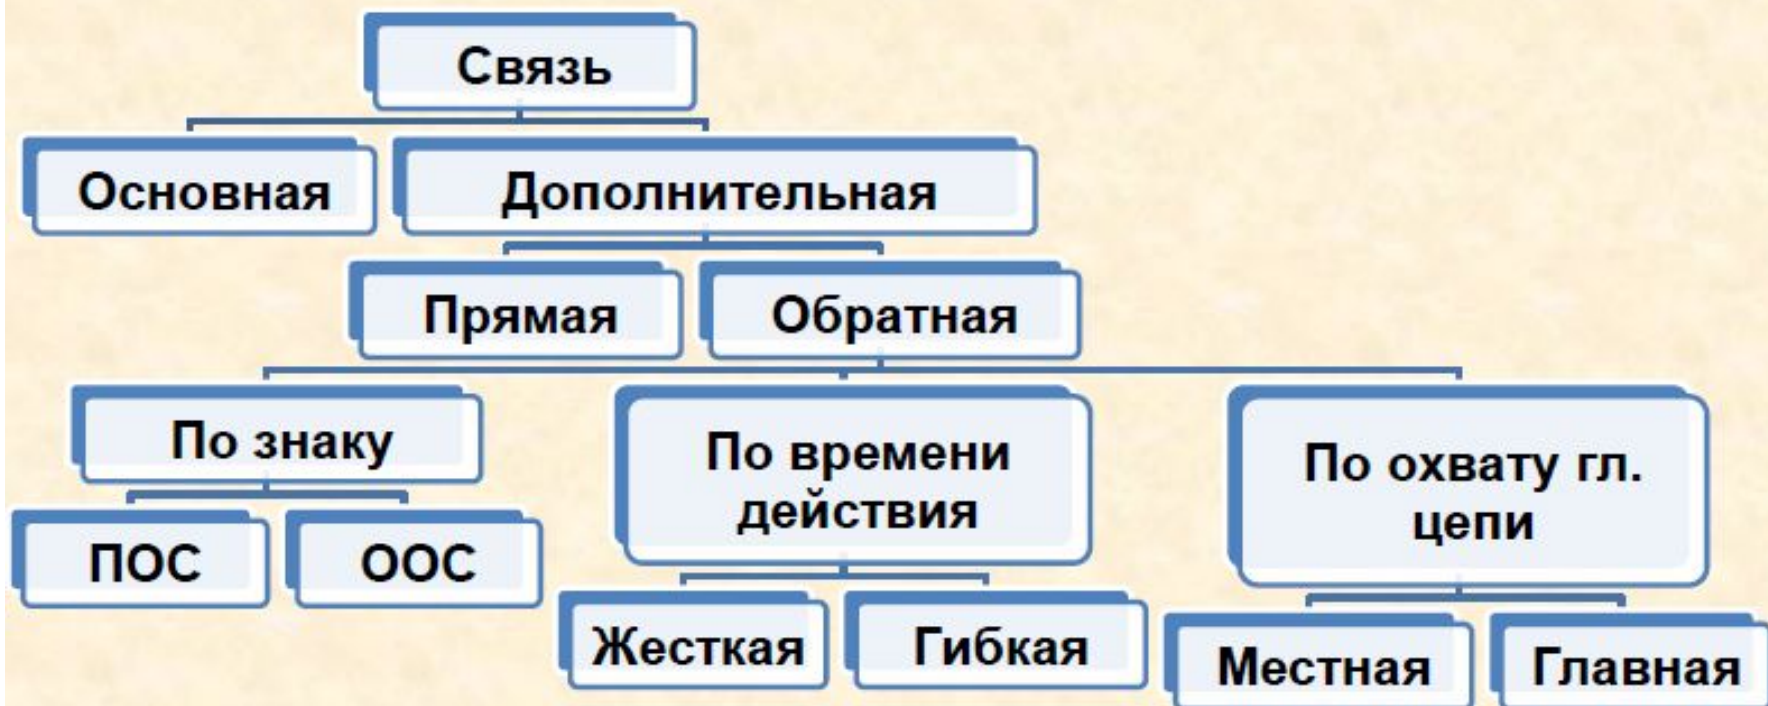 Связь
Основная
Дополнительная
Прямая
Обратная
По знаку
По времени
действия
По охвату гл.
цепи
ПОС
ООС
Жесткая
Гибкая
Местная
Главная